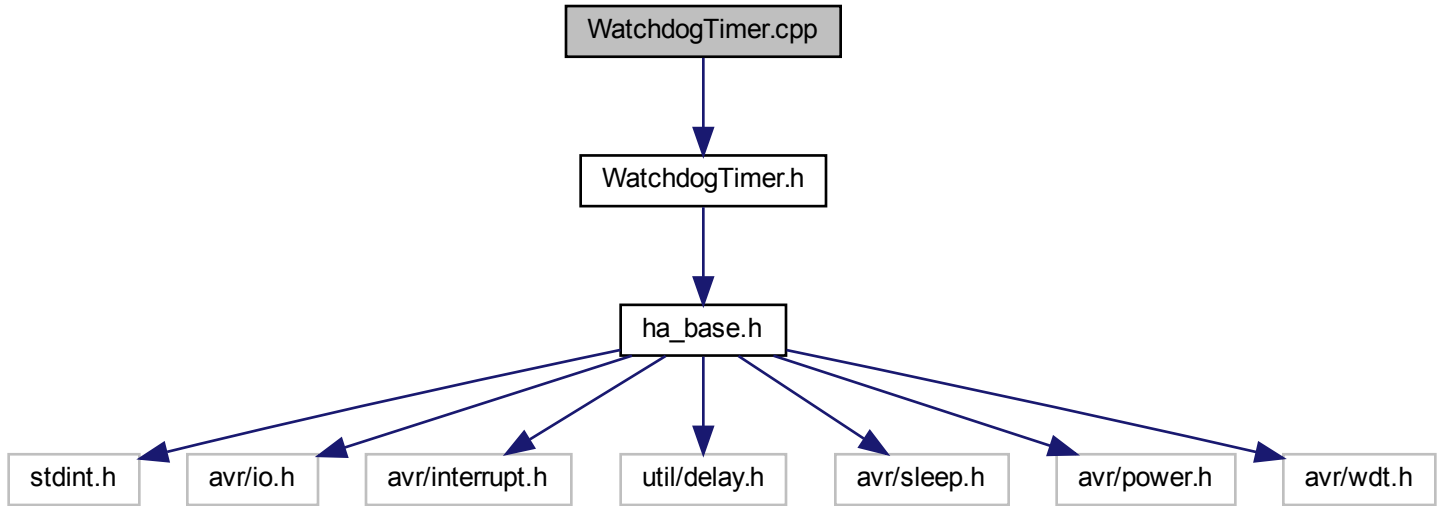 WatchdogTimer.cpp
WatchdogTimer.h
ha_base.h
stdint.h
avr/io.h
avr/interrupt.h
util/delay.h
avr/sleep.h
avr/power.h
avr/wdt.h